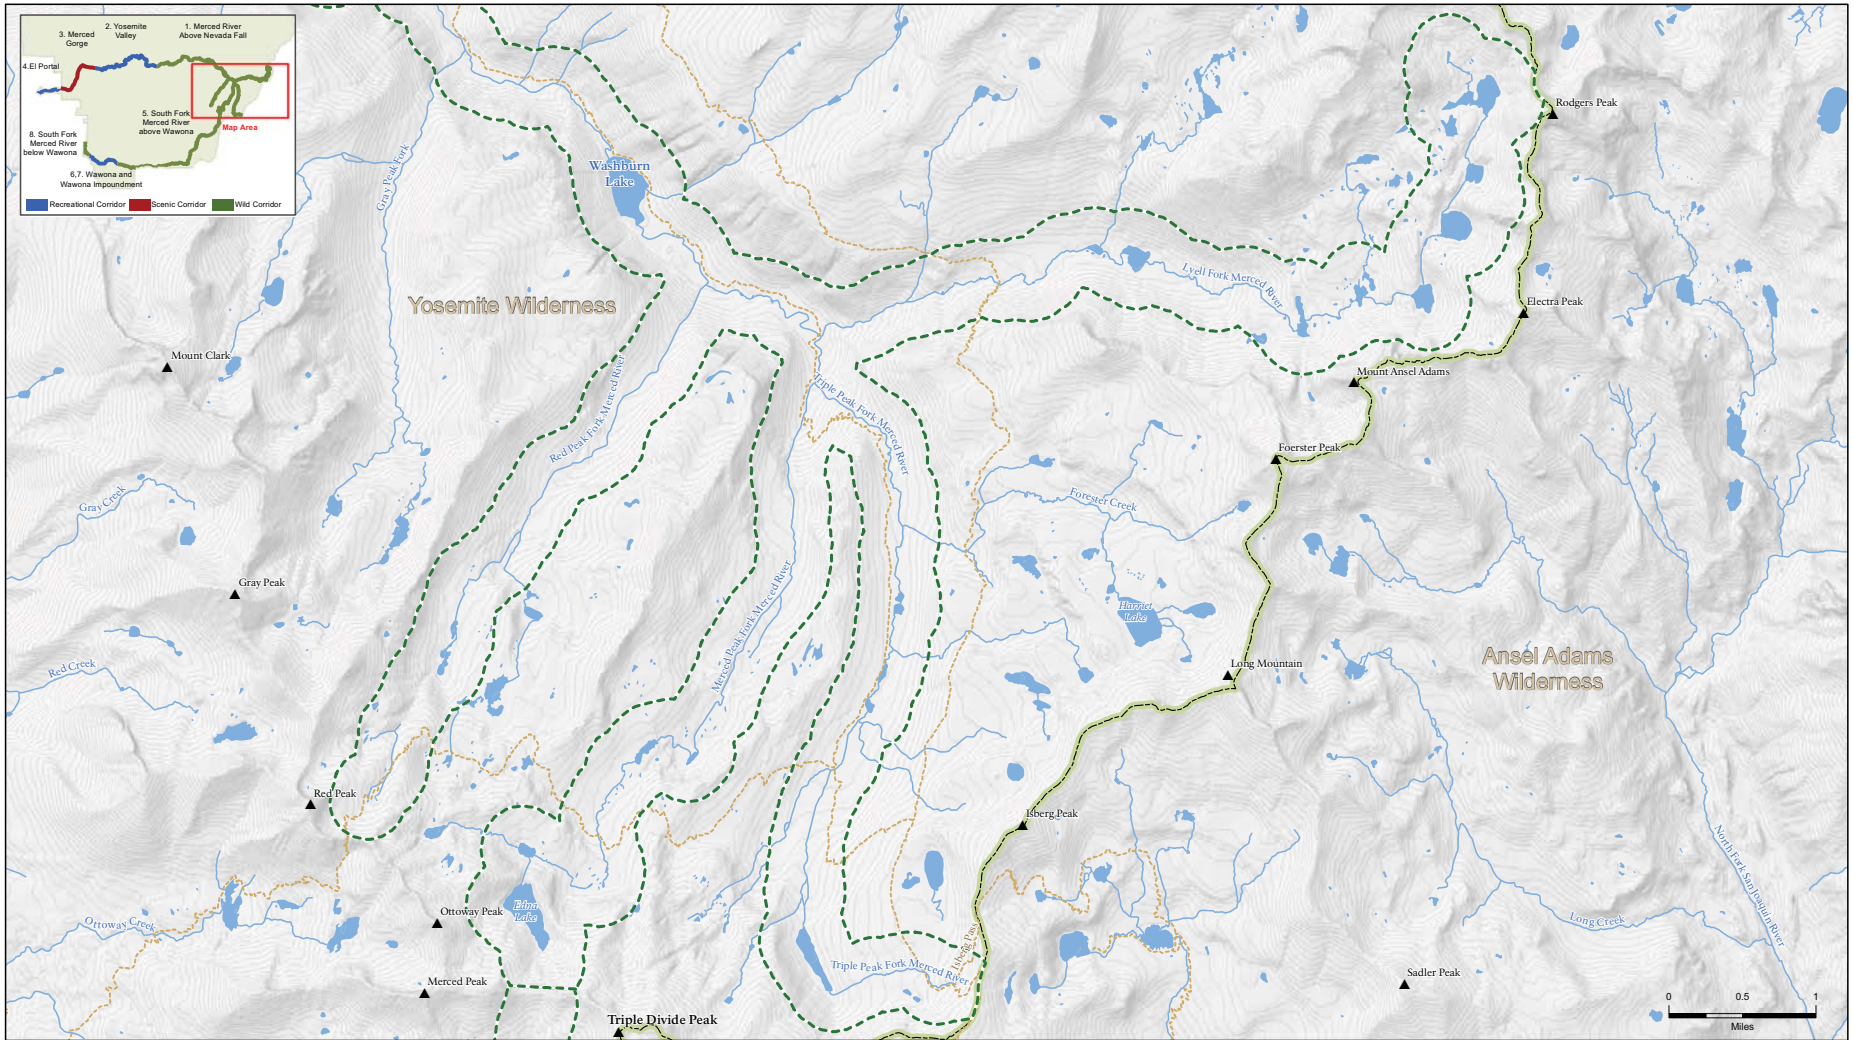 3. Merced
Gorge
2. Yosemite
Valley
1. Merced River
Above Nevada Fall
4.El Portal
5. South Fork
Merced River
above Wawona
Map Area
8. South Fork
Merced River
below Wawona
6,7. Wawona and
Wawona Impoundment
Recreational Corridor
Scenic Corridor
Wild Corridor
Rodgers Peak
Gray Peak Fork
Washburn
Lake
Lyell Fork Merced River
Yosemite Wilderness
Electra Peak
Mount Clark
Mount Ansel Adams
Red Peak Fork Merced River
Triple Peak Fork Merced River
Foerster Peak
Gray Creek
Forester Creek
Gray Peak
Harriet
Lake
Merced Peak Fork Merced River
Red Creek
Long Mountain
Ansel Adams
Wilderness
Red Peak
Isberg Peak
North Fork San Joaquin River
Ottoway Peak
Edna
Lake
Ottoway Creek
Long Creek
Isberg Pass
Triple Peak Fork Merced River
Merced Peak
Sadler Peak
Triple Divide Peak
0 0.5 1
Miles